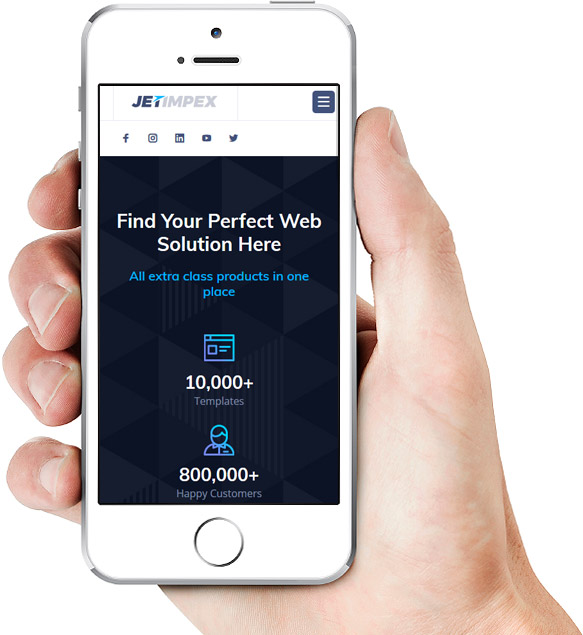 JETIMPEX
Find Your Perfect Web
Solution Here
All extra class products in one
place
10,000+
Templates
800,000+
Happy Customers